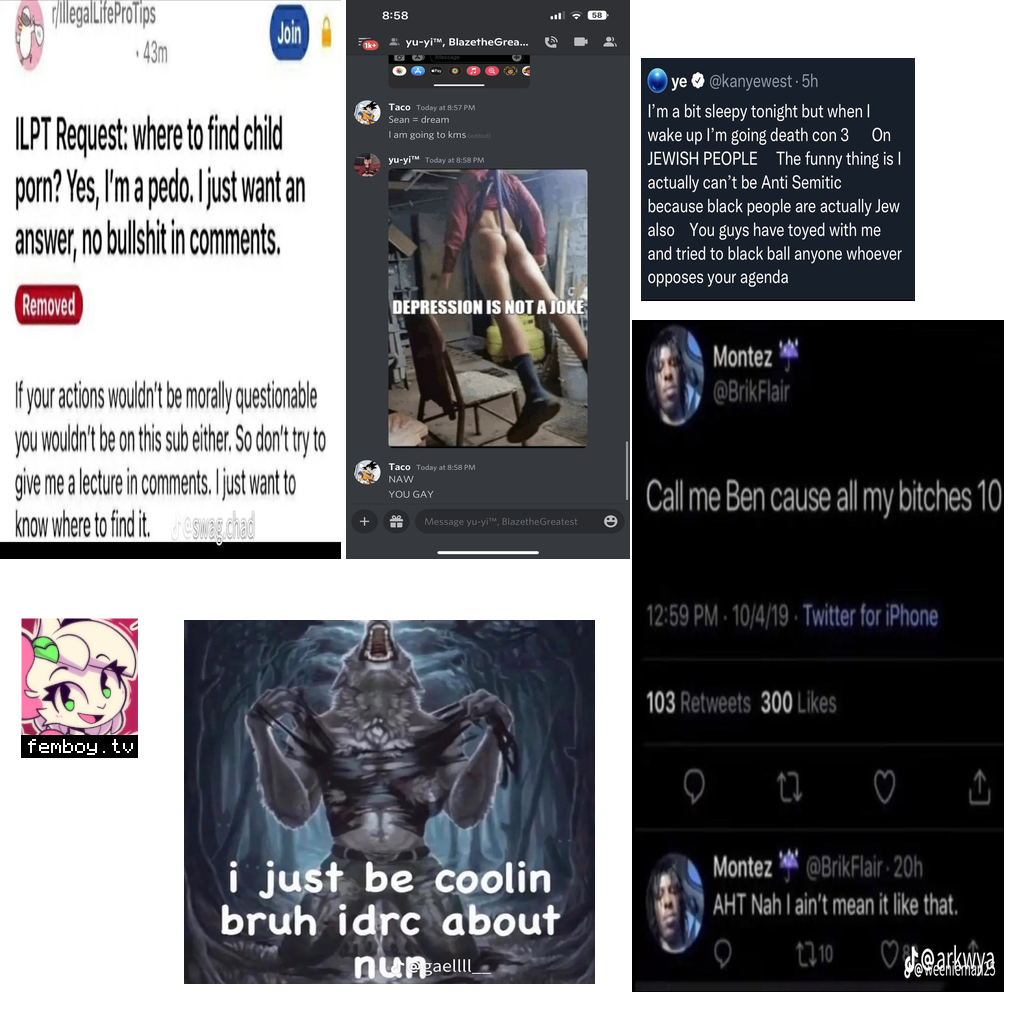 r/IllegalLifeProTips
· 43m
Join
ILPT Request: where to find child
porn? Yes, I'm a pedo. I just want an
answer, no bullshit in comments.
Removed
If your actions wouldn't be morally questionable
you wouldn't be on this sub either. So don't try to
give me a lecture in comments. I just want to
know where to find it.
@swag.chad
8:58
58
1k+
yu-yi™, BlazetheGrea...
Taco Today at 8:57 PM
Sean = dream
I am going to kms (edited)
yu-yi™ Today at 8:58 PM
DEPRESSION IS NOT A JOKE
Taco Today at 8:58 PM
NAW
YOU GAY
Message yu-yi™, BlazetheGreatest
ye @kanyewest · 5h
I'm a bit sleepy tonight but when I
wake up I'm going death con 3 On
JEWISH PEOPLE The funny thing is I
actually can't be Anti Semitic
because black people are actually Jew
also You guys have toyed with me
and tried to black ball anyone whoever
opposes your agenda
Montez
@BrikFlair
Call me Ben cause all my bitches 10
12:59 PM · 10/4/19 · Twitter for iPhone
103 Retweets 300 Likes
Montez @BrikFlair · 20h
AHT Nah I ain't mean it like that.
10
@arkwya
@weenieman25
femboy.tv
i just be coolin
bruh idrc about
nun